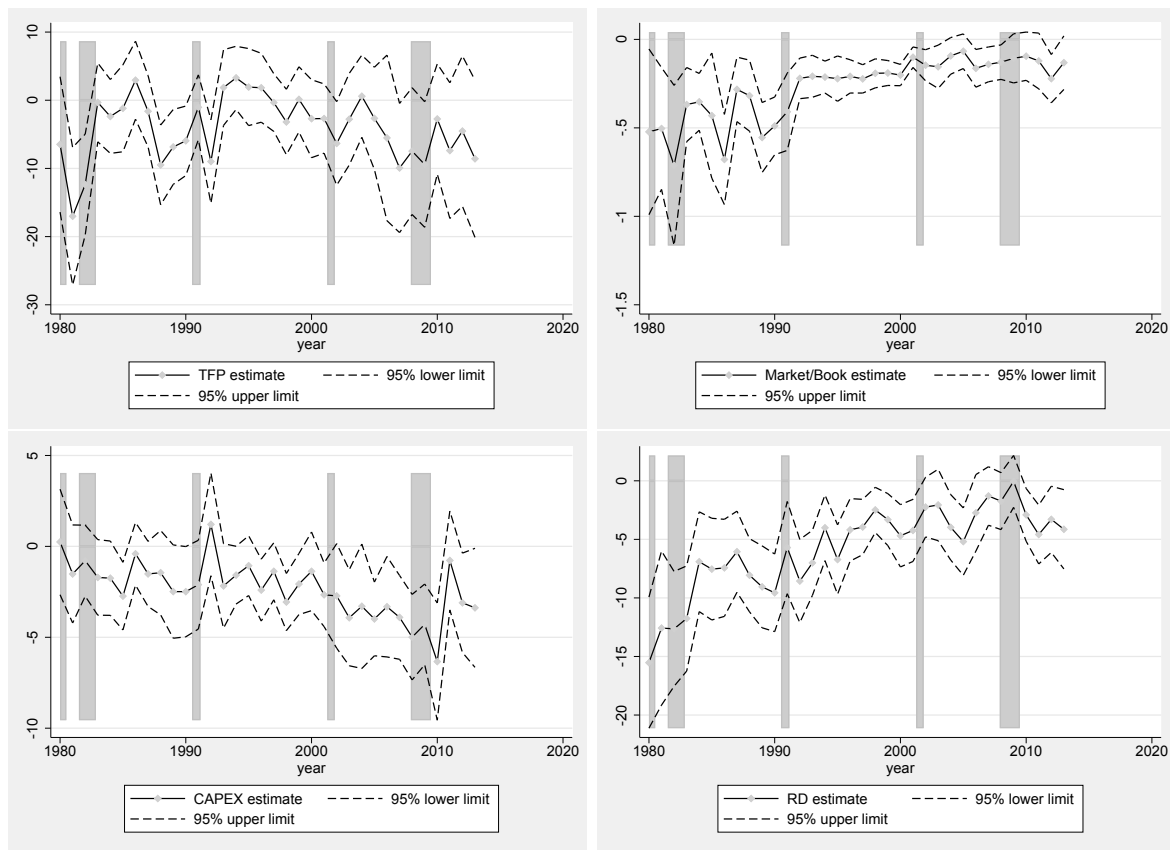 10
0
-10
-20
-30
1980 1990 2000 2010 2020
year
TFP estimate 95% lower limit
95% upper limit
0
-.5
-1
-1.5
1980 1990 2000 2010 2020
year
Market/Book estimate 95% lower limit
95% upper limit
5
0
-5
-10
1980 1990 2000 2010 2020
year
CAPEX estimate 95% lower limit
95% upper limit
0
-5
-10
-15
-20
1980 1990 2000 2010 2020
year
RD estimate 95% lower limit
95% upper limit